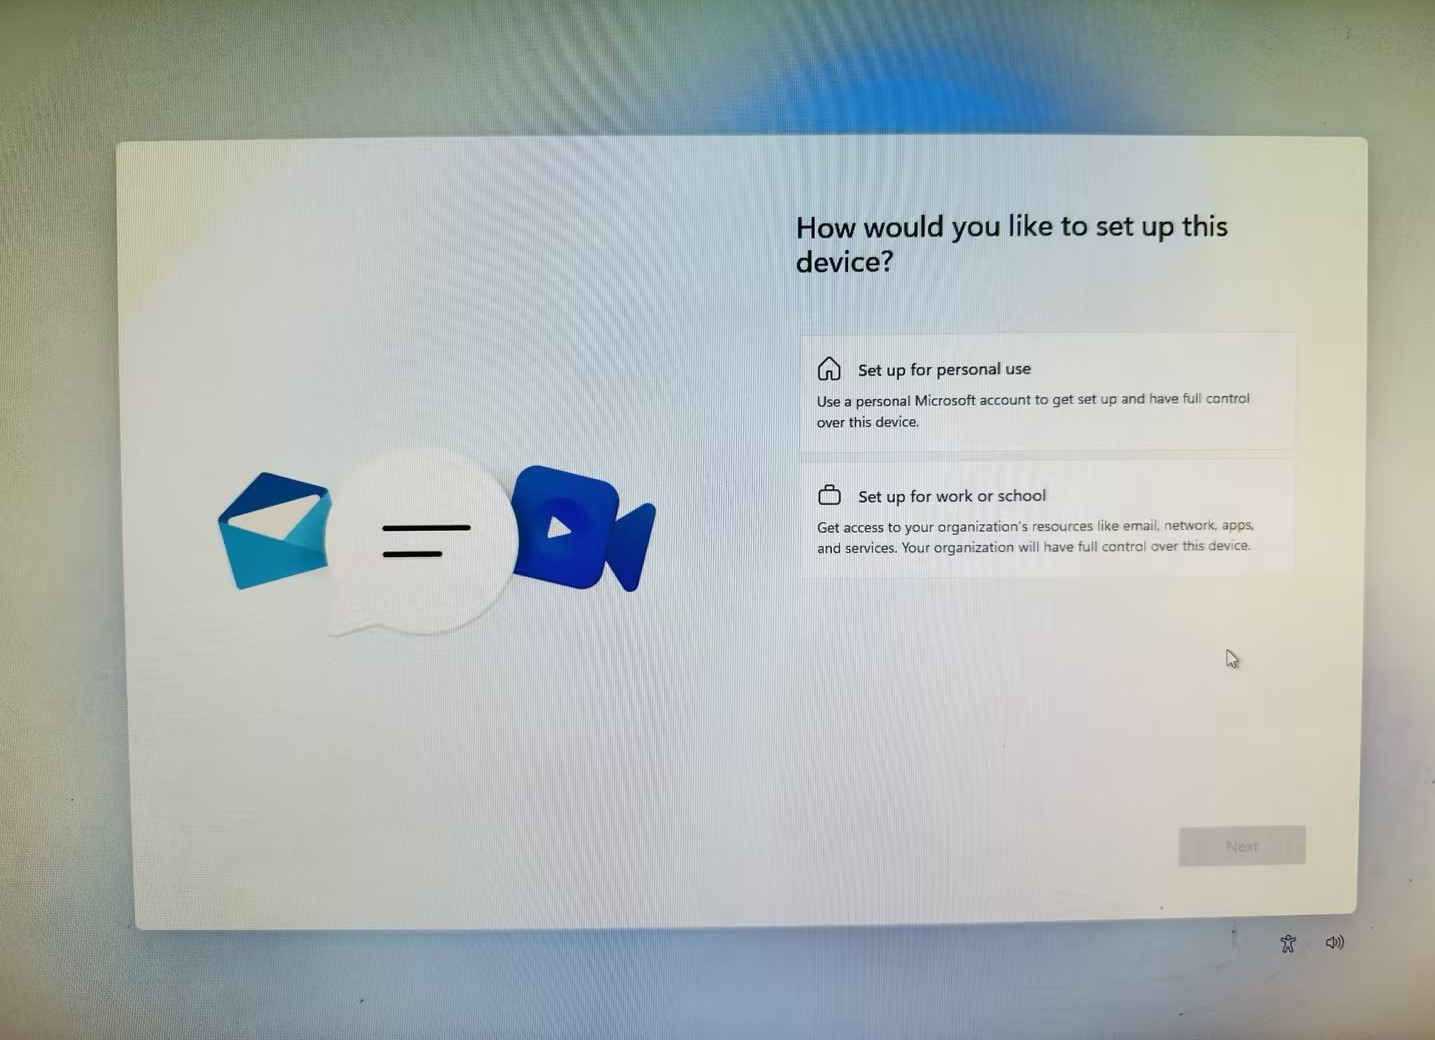 How would you like to set up this
device?
Set up for personal use
Use a personal Microsoft account to get set up and have full control
over this device.
Set up for work or school
Get access to your organization's resources like email, network, apps,
and services. Your organization will have full control over this device.
Next